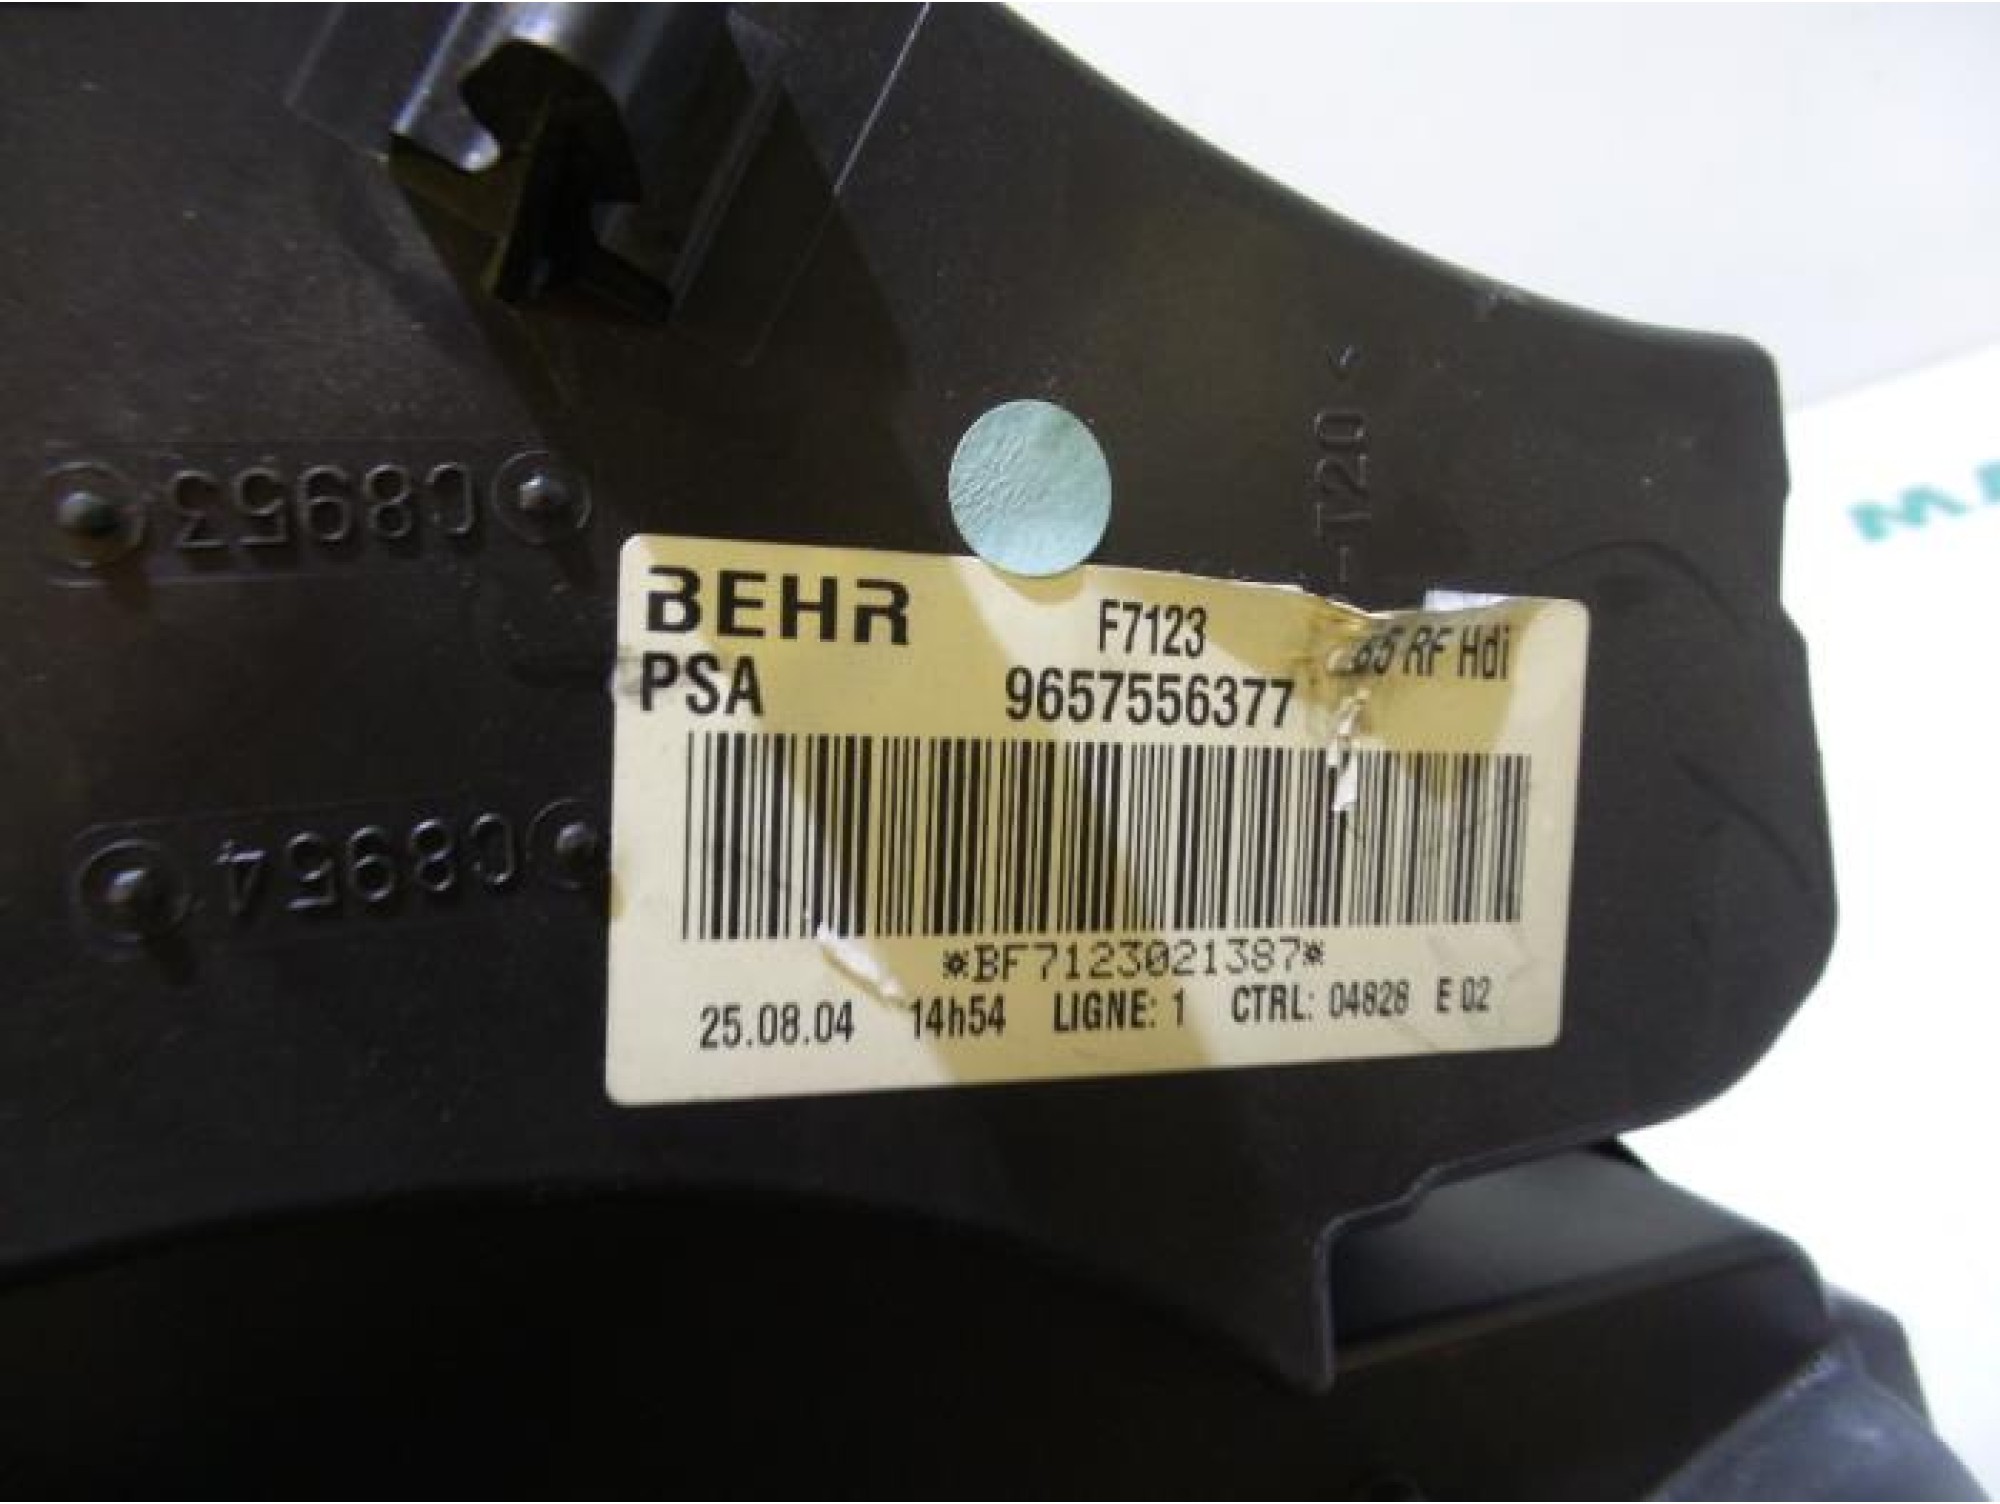 C8953
T20
BEHR F7123 RF Hdi
PSA 9657556377
C8954
*BF7123021387*
25.08.04 14h54 LIGNE: 1 CTRL: 04828 E 02